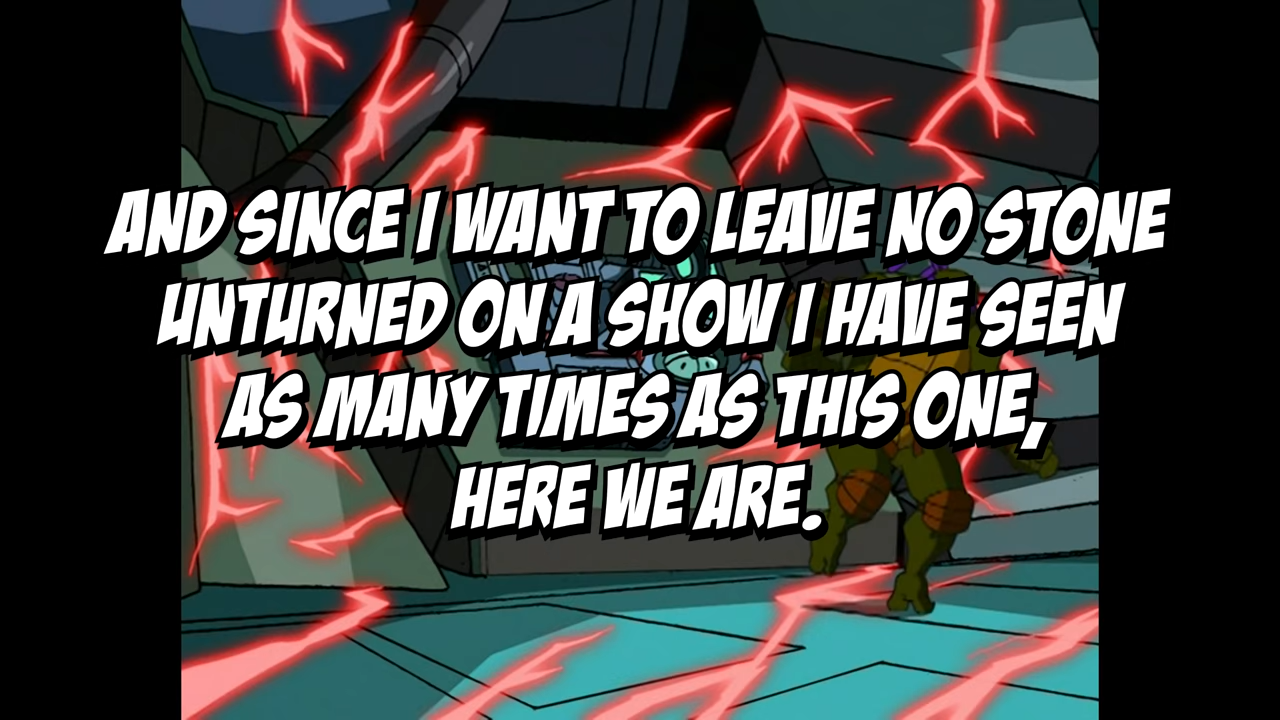 AND SINCE I WANT TO LEAVE NO STONE
UNTURNED ON A SHOW I HAVE SEEN
AS MANY TIMES AS THIS ONE,
HERE WE ARE.